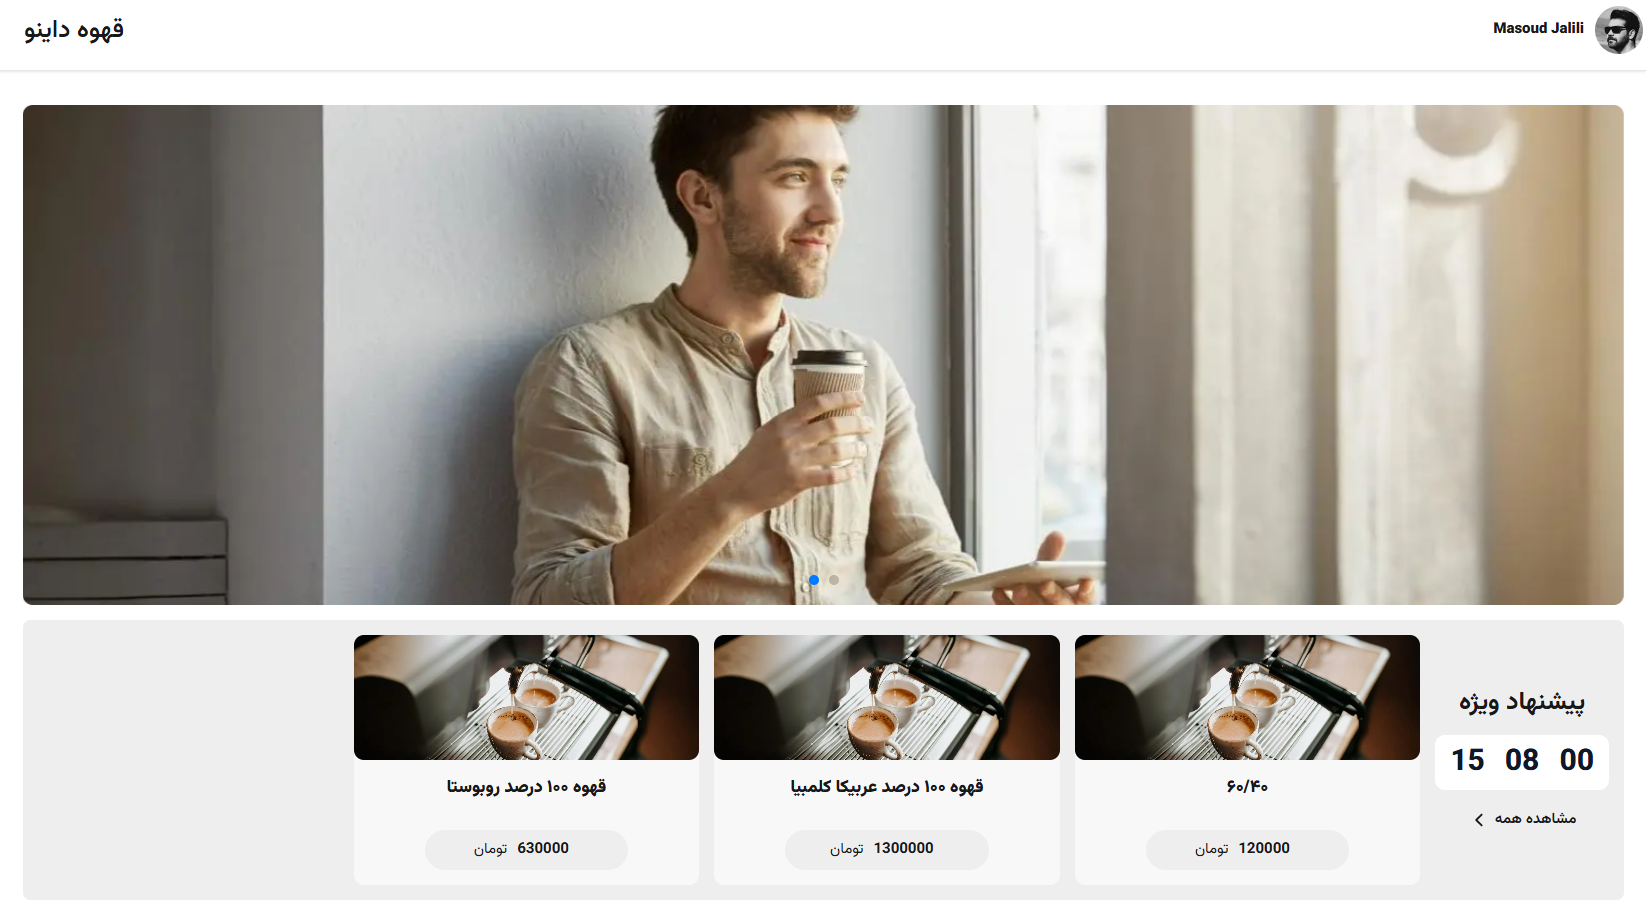 Masoud Jalili
قهوه داینو
پیشنهاد ویژه
15 08 00
مشاهده همه
۶۰/۴۰
120000 تومان
قهوه ۱۰۰ درصد عربیکا کلمبیا
1300000 تومان
قهوه ۱۰۰ درصد روبوستا
630000 تومان